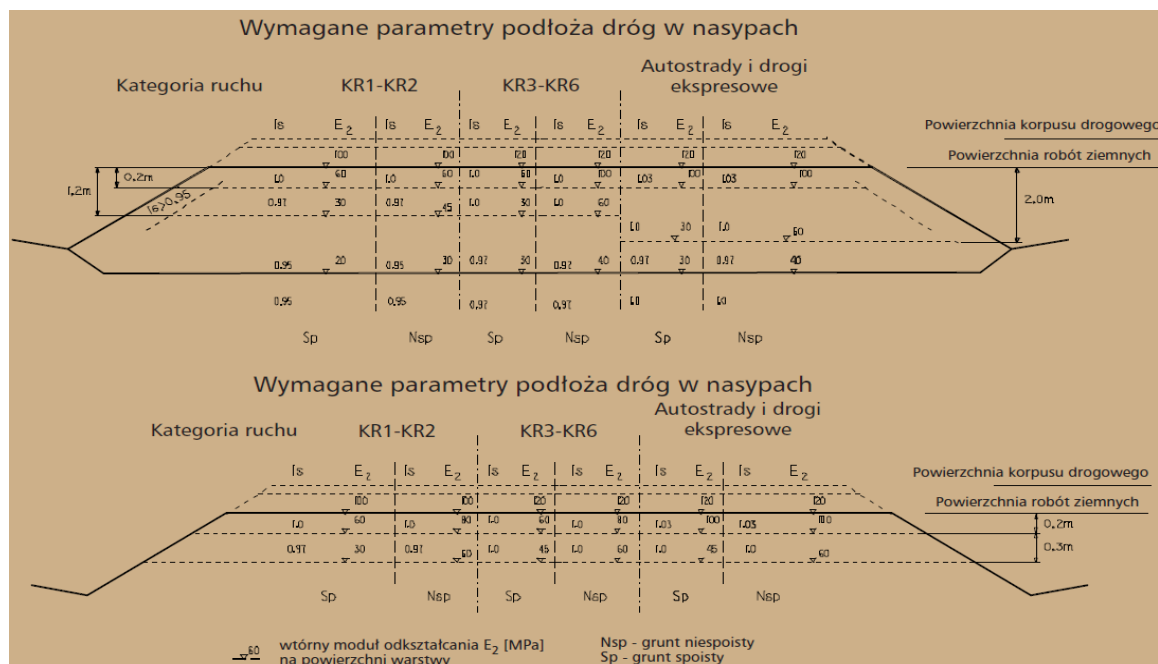 Wymagane parametry podłoża dróg w nasypach
Autostrady i drogi
Kategoria ruchu KR1-KR2 KR3-KR6 ekspresowe
Is E2 Is E2 Is E2 Is E2 Is E2 Is E2
Powierzchnia korpusu drogowego
100 100 120 120 120 120
Powierzchnia robót ziemnych
0.2m 1.0 60 1.0 60 1.0 60 1.0 100 1.03 100 1.03 100
1.2m Is>0.95 0.97 30 0.97 45 1.0 1.0 60 2.0m
1.0 30 1.0 60
0.95 20 0.95 30 0.97 30 0.97 40 0.97 30 0.97 40
0.95 0.95 0.97 0.97 1.0 1.0
Sp Nsp Sp Nsp Sp Nsp
Wymagane parametry podłoża dróg w nasypach
Autostrady i drogi
Kategoria ruchu KR1-KR2 KR3-KR6 ekspresowe
Is E2 Is E2 Is E2 Is E2 Is E2 Is E2
Powierzchnia korpusu drogowego
100 100 120 120 120 120
Powierzchnia robót ziemnych
1.0 60 1.0 80 1.0 60 1.0 80 1.03 100 1.03 100 0.2m
0.97 30 0.97 60 1.0 45 1.0 60 1.0 45 1.0 60 0.3m
Sp Nsp Sp Nsp Sp Nsp
60 wtórny moduł odkształcania E2 [MPa] Nsp - grunt niespoisty
na powierzchni warstwy Sp - grunt spoisty